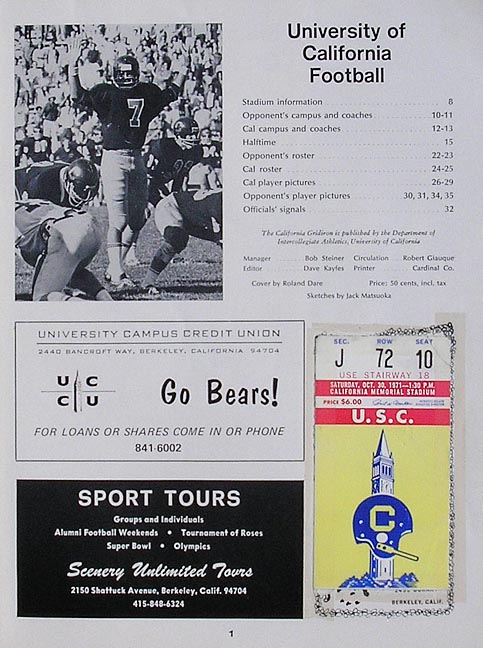 University of
California
Football
Stadium information 8
Opponent's campus and coaches 10-11
Cal campus and coaches 12-13
Halftime 15
Opponent's roster 22-23
Cal roster 24-25
Cal player pictures 26-29
Opponent's player pictures 30, 31, 34, 35
Officials' signals 32
The California Gridiron is published by the Department of
Intercollegiate Athletics, University of California
Manager Bob Steiner Circulation Robert Giauque
Editor Dave Kayfes Printer Cardinal Co.
Cover by Roland Dare Price: 50 cents, incl. tax
Sketches by Jack Matsuoka
7
UNIVERSITY CAMPUS CREDIT UNION
2440 BANCROFT WAY, BERKELEY, CALIFORNIA 94704
U C
C U
Go Bears!
FOR LOANS OR SHARES COME IN OR PHONE
841-6002
SPORT TOURS
Groups and Individuals
Alumni Football Weekends • Tournament of Roses
Super Bowl • Olympics
Scenery Unlimited Tours
2150 Shattuck Avenue, Berkeley, Calif. 94704
415-848-6324
SEC. ROW SEAT
J 72 10
USE STAIRWAY 18
SATURDAY, OCT. 30, 1971—1:30 P.M.
CALIFORNIA MEMORIAL STADIUM
PRICE $6.00
U.S.C.
C
BERKELEY, CALIF.
1